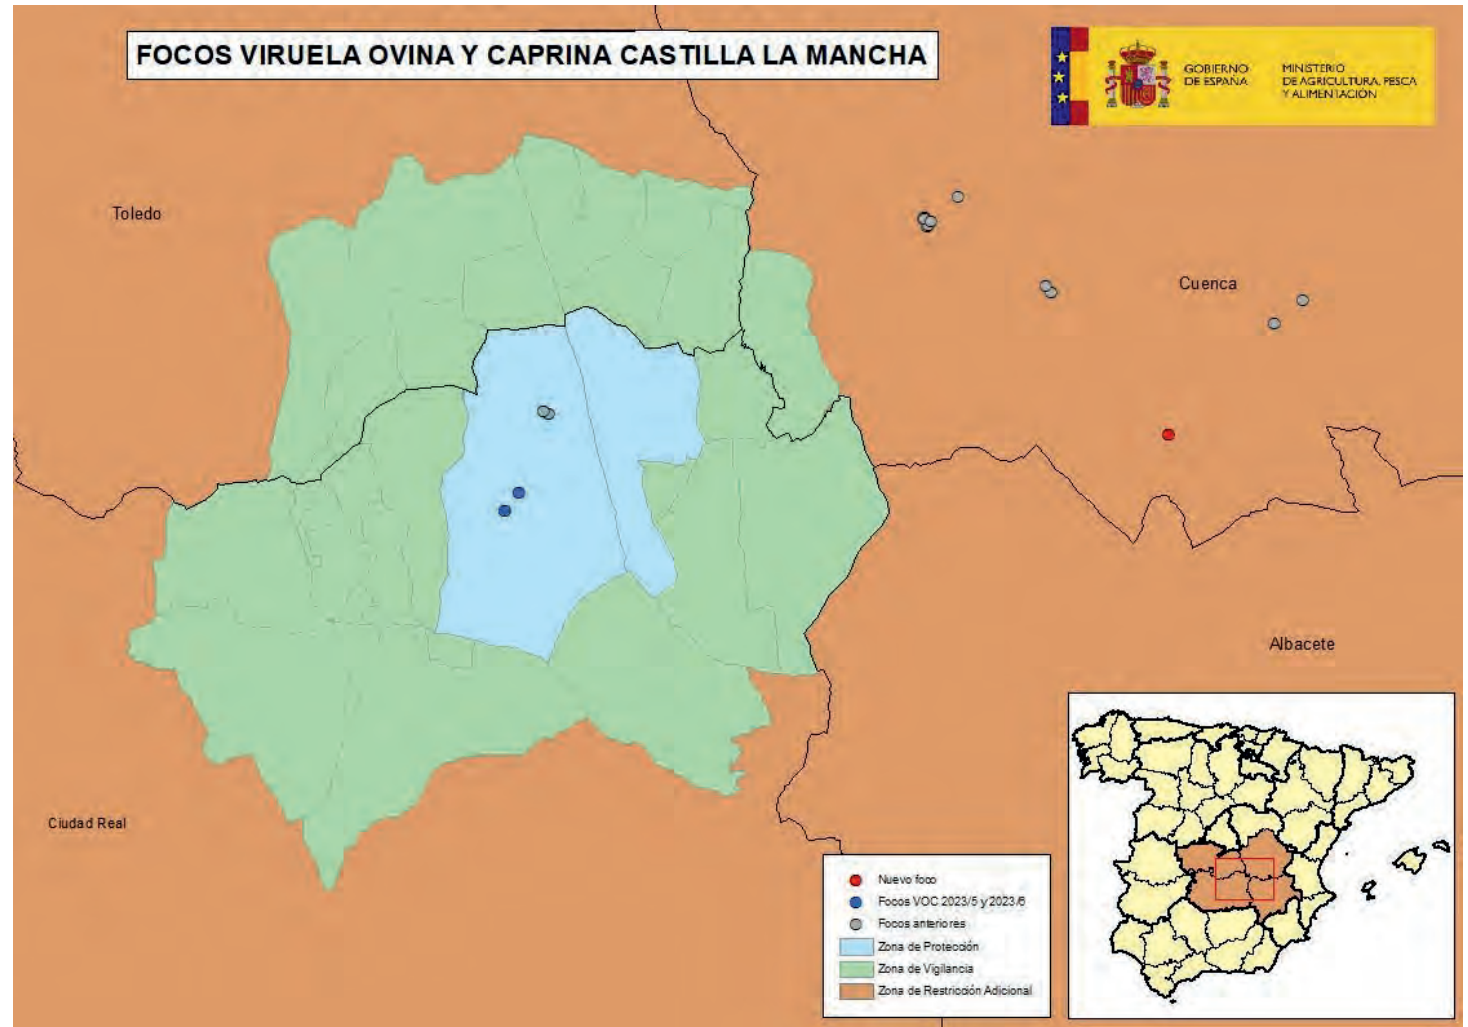 FOCOS VIRUELA OVINA Y CAPRINA CASTILLA LA MANCHA
GOBIERNO
DE ESPAÑA
MINISTERIO
DE AGRICULTURA, PESCA
Y ALIMENTACIÓN
Toledo
Cuenca
Albacete
Ciudad Real
Nuevo foco
Focos VOC 2023/5 y 2023/6
Focos anteriores
Zona de Protección
Zona de Vigilancia
Zona de Restricción Adicional